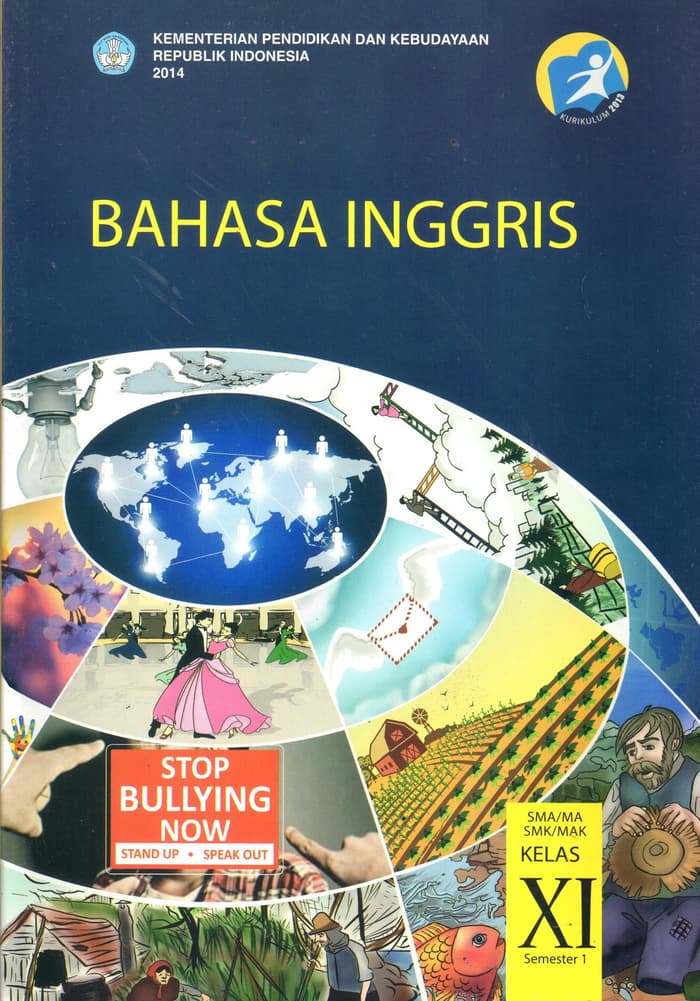 KEMENTERIAN PENDIDIKAN DAN KEBUDAYAAN
REPUBLIK INDONESIA
2014
KURIKULUM 2013
BAHASA INGGRIS
STOP
BULLYING
NOW
STAND UP • SPEAK OUT
SMA/MA
SMK/MAK
KELAS
XI
Semester 1